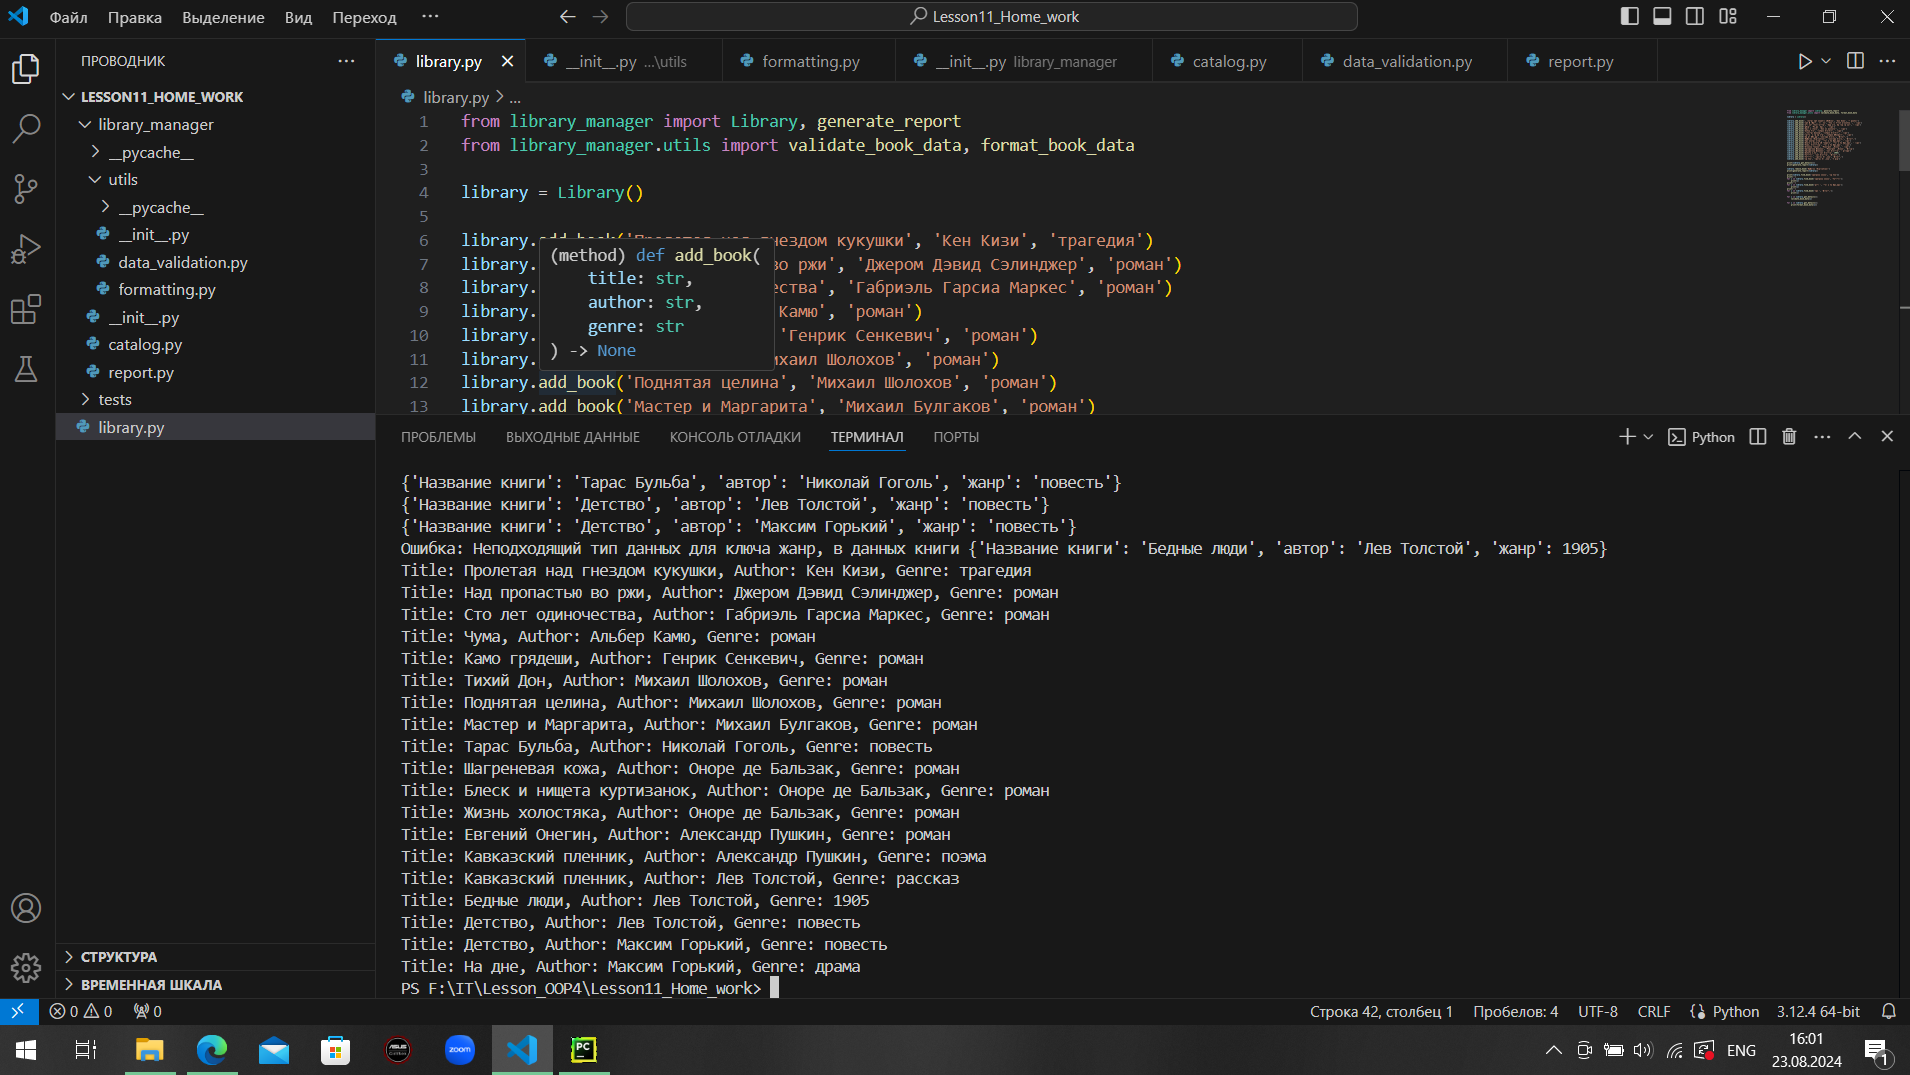 Файл Правка Выделение Вид Переход ··· Lesson11_Home_work
ПРОВОДНИК ···
LESSON11_HOME_WORK
library_manager
__pycache__
utils
__pycache__
__init__.py
data_validation.py
formatting.py
__init__.py
catalog.py
report.py
tests
library.py
СТРУКТУРА
ВРЕМЕННАЯ ШКАЛА
library.py __init__.py ...\utils formatting.py __init__.py library_manager catalog.py data_validation.py report.py
library.py > ...
1 from library_manager import Library, generate_report
2 from library_manager.utils import validate_book_data, format_book_data
3
4 library = Library()
5
6 library. гнездом кукушки', 'Кен Кизи', 'трагедия')
7 library. во ржи', 'Джером Дэвид Сэлинджер', 'роман')
8 library. ества', 'Габриэль Гарсиа Маркес', 'роман')
9 library. Камю', 'роман')
10 library. 'Генрик Сенкевич', 'роман')
11 library. хаил Шолохов', 'роман')
12 library.add_book('Поднятая целина', 'Михаил Шолохов', 'роман')
13 library.add_book('Мастер и Маргарита', 'Михаил Булгаков', 'роман')
(method) def add_book(
title: str,
author: str,
genre: str
) -> None
ПРОБЛЕМЫ ВЫХОДНЫЕ ДАННЫЕ КОНСОЛЬ ОТЛАДКИ ТЕРМИНАЛ ПОРТЫ Python
{'Название книги': 'Тарас Бульба', 'автор': 'Николай Гоголь', 'жанр': 'повесть'}
{'Название книги': 'Детство', 'автор': 'Лев Толстой', 'жанр': 'повесть'}
{'Название книги': 'Детство', 'автор': 'Максим Горький', 'жанр': 'повесть'}
Ошибка: Неподходящий тип данных для ключа жанр, в данных книги {'Название книги': 'Бедные люди', 'автор': 'Лев Толстой', 'жанр': 1905}
Title: Пролетая над гнездом кукушки, Author: Кен Кизи, Genre: трагедия
Title: Над пропастью во ржи, Author: Джером Дэвид Сэлинджер, Genre: роман
Title: Сто лет одиночества, Author: Габриэль Гарсиа Маркес, Genre: роман
Title: Чума, Author: Альбер Камю, Genre: роман
Title: Камо грядеши, Author: Генрик Сенкевич, Genre: роман
Title: Тихий Дон, Author: Михаил Шолохов, Genre: роман
Title: Поднятая целина, Author: Михаил Шолохов, Genre: роман
Title: Мастер и Маргарита, Author: Михаил Булгаков, Genre: роман
Title: Тарас Бульба, Author: Николай Гоголь, Genre: повесть
Title: Шагреневая кожа, Author: Оноре де Бальзак, Genre: роман
Title: Блеск и нищета куртизанок, Author: Оноре де Бальзак, Genre: роман
Title: Жизнь холостяка, Author: Оноре де Бальзак, Genre: роман
Title: Евгений Онегин, Author: Александр Пушкин, Genre: роман
Title: Кавказский пленник, Author: Александр Пушкин, Genre: поэма
Title: Кавказский пленник, Author: Лев Толстой, Genre: рассказ
Title: Бедные люди, Author: Лев Толстой, Genre: 1905
Title: Детство, Author: Лев Толстой, Genre: повесть
Title: Детство, Author: Максим Горький, Genre: повесть
Title: На дне, Author: Максим Горький, Genre: драма
PS F:\IT\Lesson_OOP4\Lesson11_Home_work>
0 0 0 Строка 42, столбец 1 Пробелов: 4 UTF-8 CRLF Python 3.12.4 64-bit
zoom PC ENG 16:01
23.08.2024 1